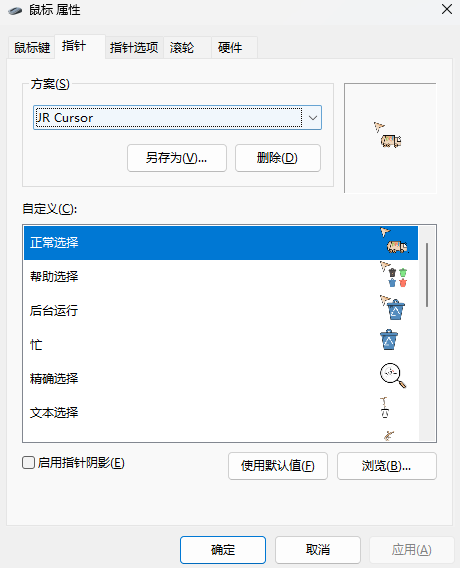 鼠标 属性
鼠标键 指针 指针选项 滚轮 硬件
方案(S)
JR Cursor
另存为(V)... 删除(D)
自定义(C):
正常选择
帮助选择
后台运行
忙
精确选择
文本选择
启用指针阴影(E)
使用默认值(F) 浏览(B)...
确定 取消 应用(A)